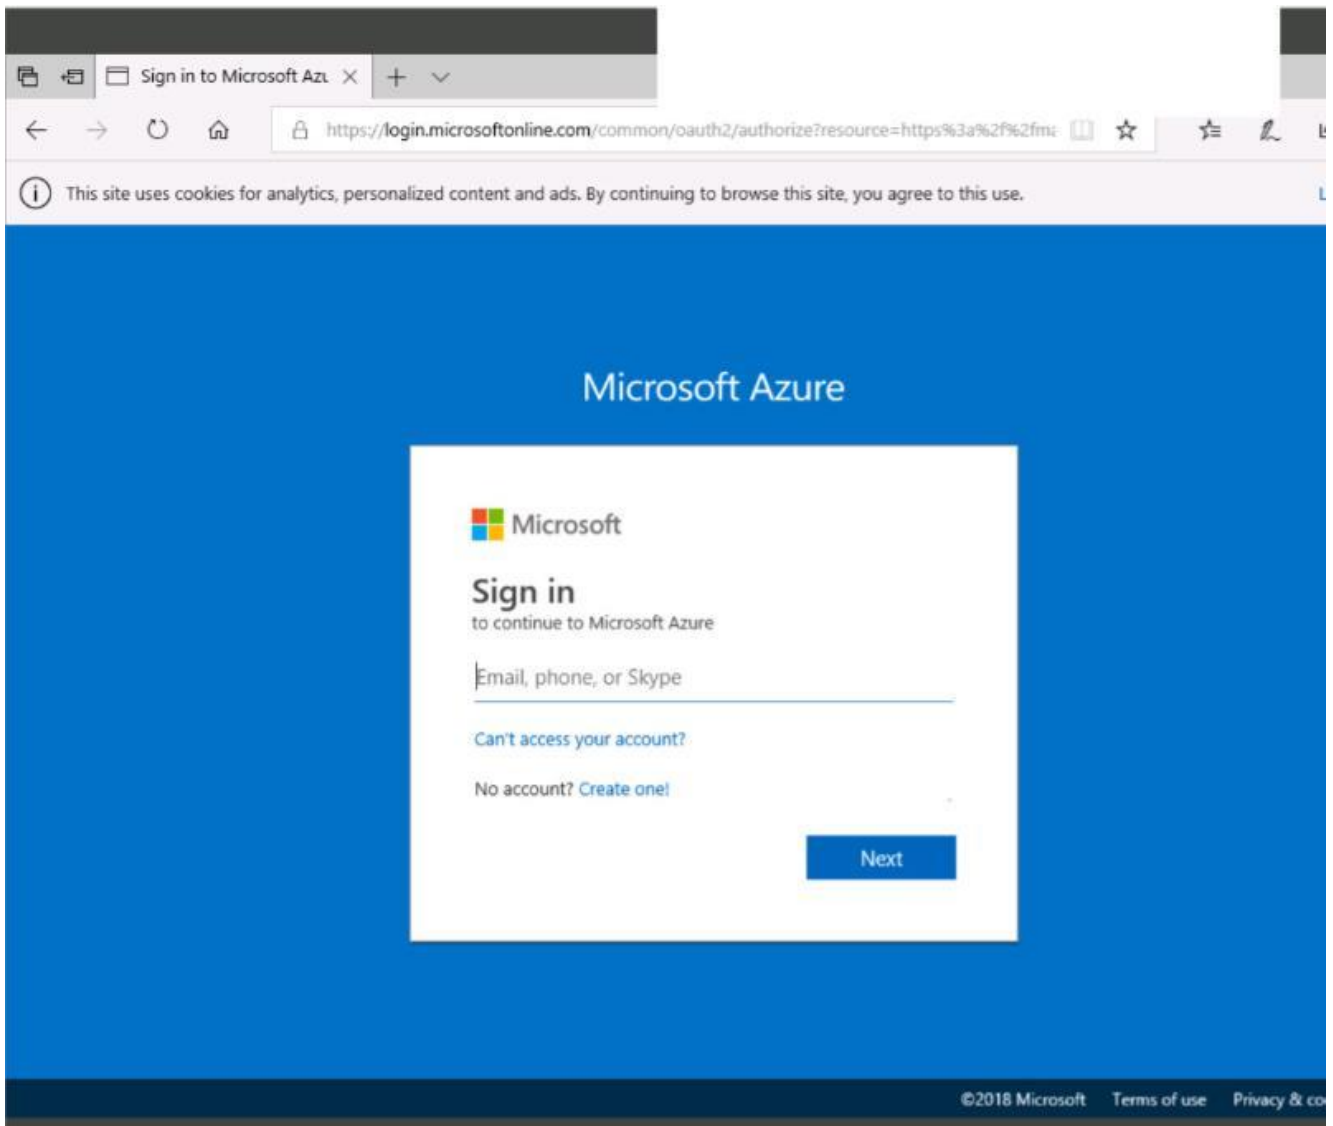 Sign in to Microsoft Azu
https://login.microsoftonline.com/common/oauth2/authorize?resource=https%3a%2f%2fma
This site uses cookies for analytics, personalized content and ads. By continuing to browse this site, you agree to this use.
Microsoft Azure
Microsoft
Sign in
to continue to Microsoft Azure
Email, phone, or Skype
Can't access your account?
No account? Create one!
Next
©2018 Microsoft Terms of use Privacy & coo